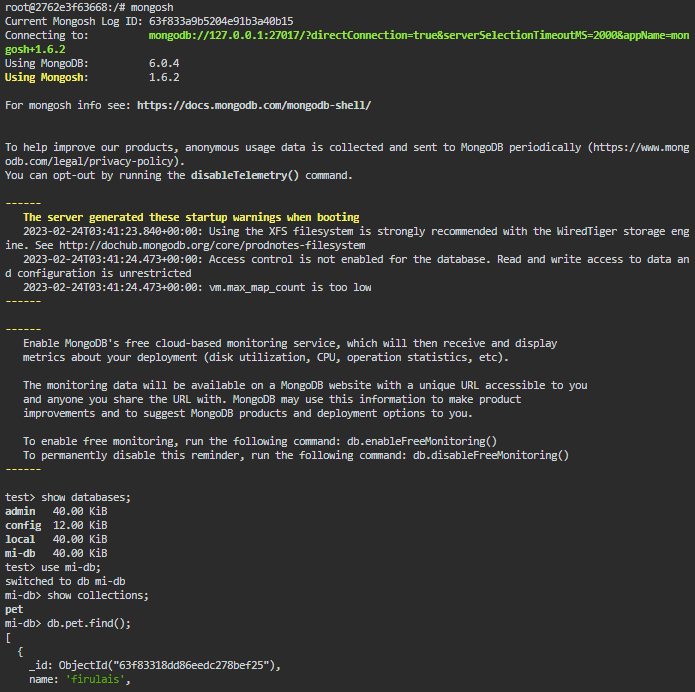 root@2762e3f63668:/# mongosh
Current Mongosh Log ID: 63f833a9b5204e91b3a40b15
Connecting to:          mongodb://127.0.0.1:27017/?directConnection=true&serverSelectionTimeoutMS=2000&appName=mon
gosh+1.6.2
Using MongoDB:          6.0.4
Using Mongosh:          1.6.2
For mongosh info see: https://docs.mongodb.com/mongodb-shell/
To help improve our products, anonymous usage data is collected and sent to MongoDB periodically (https://www.mong
odb.com/legal/privacy-policy).
You can opt-out by running the disableTelemetry() command.
------
   The server generated these startup warnings when booting
   2023-02-24T03:41:23.840+00:00: Using the XFS filesystem is strongly recommended with the WiredTiger storage eng
ine. See http://dochub.mongodb.org/core/prodnotes-filesystem
   2023-02-24T03:41:24.473+00:00: Access control is not enabled for the database. Read and write access to data an
d configuration is unrestricted
   2023-02-24T03:41:24.473+00:00: vm.max_map_count is too low
------
------
   Enable MongoDB's free cloud-based monitoring service, which will then receive and display
   metrics about your deployment (disk utilization, CPU, operation statistics, etc).
   The monitoring data will be available on a MongoDB website with a unique URL accessible to you
   and anyone you share the URL with. MongoDB may use this information to make product
   improvements and to suggest MongoDB products and deployment options to you.
   To enable free monitoring, run the following command: db.enableFreeMonitoring()
   To permanently disable this reminder, run the following command: db.disableFreeMonitoring()
------
test> show databases;
admin   40.00 KiB
config  12.00 KiB
local   40.00 KiB
mi-db   40.00 KiB
test> use mi-db;
switched to db mi-db
mi-db> show collections;
pet
mi-db> db.pet.find();
[
  {
    _id: ObjectId("63f83318dd86eedc278bef25"),
    name: 'firulais',